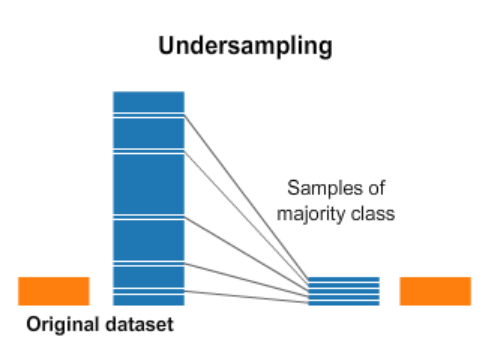 Undersampling
Samples of
majority class
Original dataset